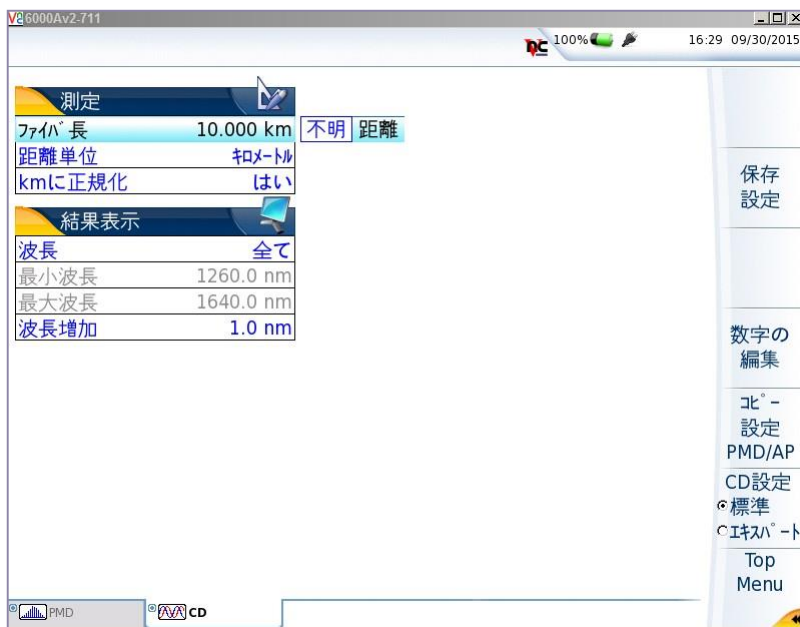 6000Av2-711
100%
16:29 09/30/2015
測定
ﾌｧｲﾊﾞ長 10.000 km 不明 距離
距離単位 ｷﾛﾒｰﾄﾙ
kmに正規化 はい
結果表示
波長 全て
最小波長 1260.0 nm
最大波長 1640.0 nm
波長増加 1.0 nm
保存
設定
数字の
編集
ｺﾋﾟｰ
設定
PMD/AP
CD設定
標準
ｴｷｽﾊﾟｰﾄ
Top
Menu
PMD
CD